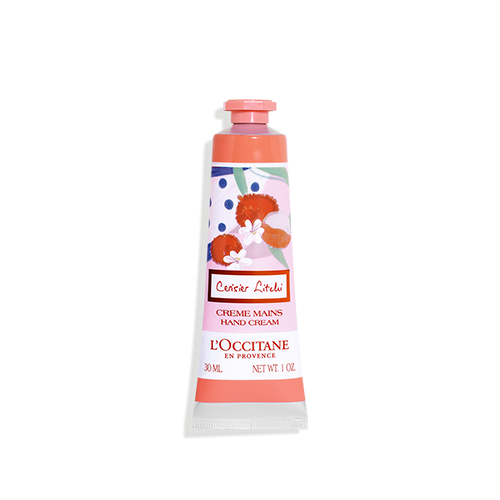 Cerisier Litchi
CREME MAINS
HAND CREAM
L'OCCITANE
EN PROVENCE
30 ML NET WT. 1 OZ.